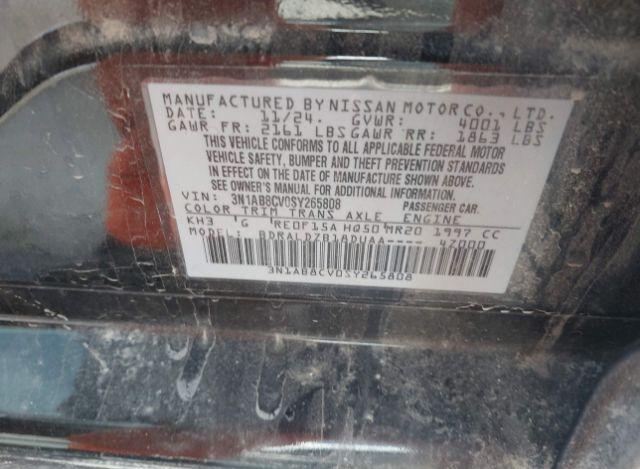 MANUFACTURED BY NISSAN MOTOR CO., LTD.
DATE: 11/24. GVWR: 4001 LBS
GAWR FR: 2161 LBS GAWR RR: 1863 LBS
THIS VEHICLE CONFORMS TO ALL APPLICABLE FEDERAL MOTOR
VEHICLE SAFETY, BUMPER AND THEFT PREVENTION STANDARDS
IN EFFECT ON THE DATE OF MANUFACTURE SHOWN ABOVE.
SEE OWNER'S MANUAL FOR ADDITIONAL INFORMATION.
VIN: 3N1AB8CV0SY265808 PASSENGER CAR.
COLOR TRIM TRANS AXLE ENGINE
KH3 G RE0F15A HQ50 MR20 1997 CC
MODEL: BDRALDZB18DUAA---- 47000
3N1AB8CV0SY265808